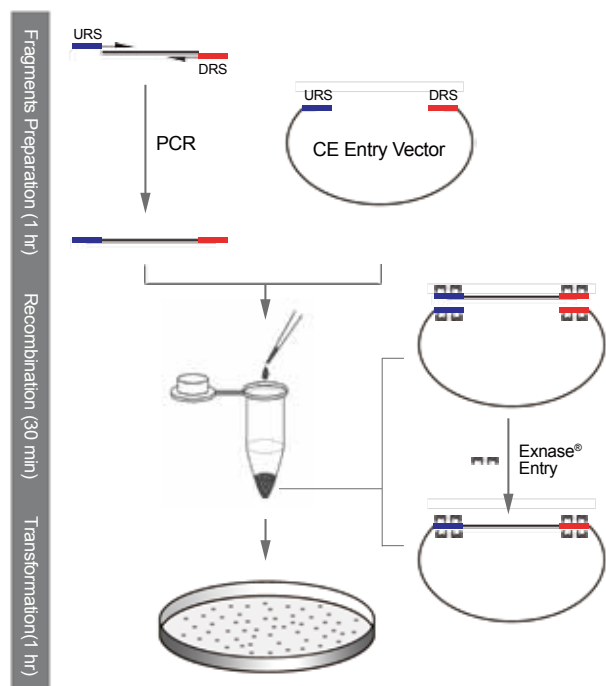 Fragments Preparation (1 hr)
Recombination (30 min)
Transformation(1 hr)
URS
DRS
PCR
URS
DRS
CE Entry Vector
Exnase®
Entry